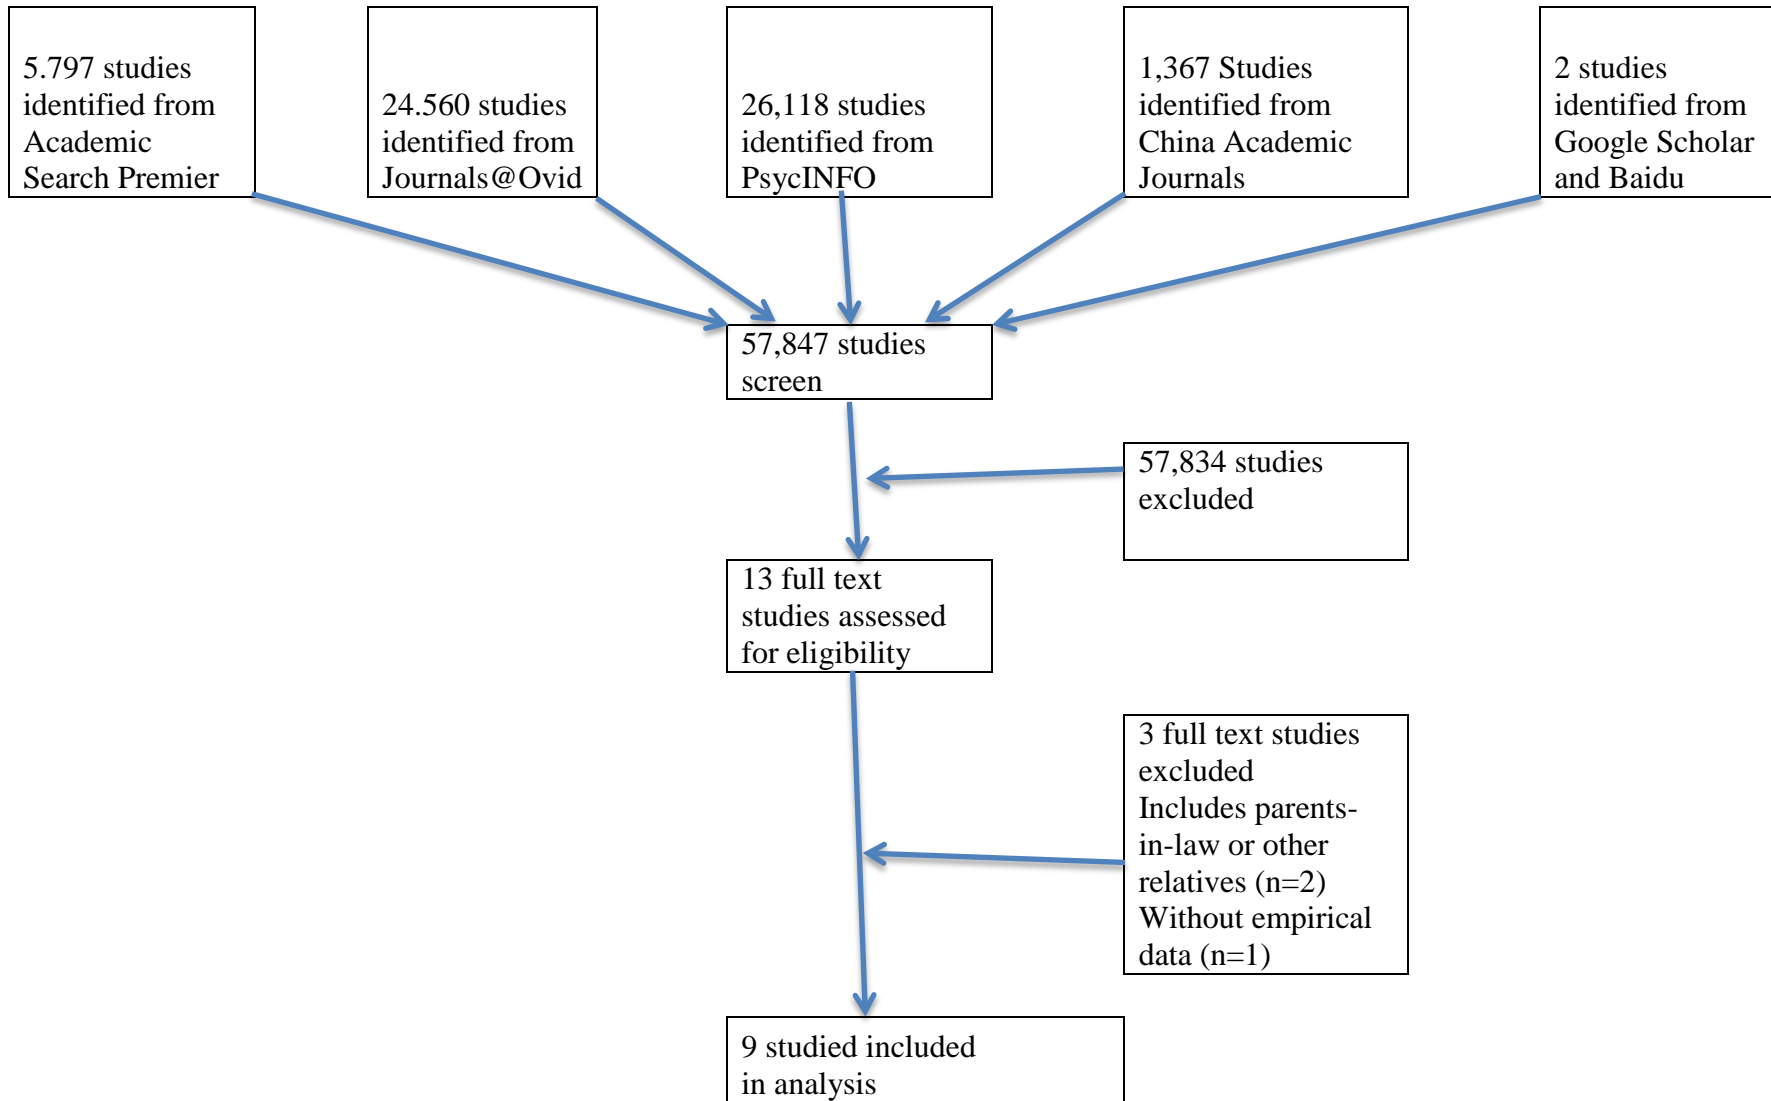 5.797 studies
identified from
Academic
Search Premier
24.560 studies
identified from
Journals@Ovid
26,118 studies
identified from
PsycINFO
1,367 Studies
identified from
China Academic
Journals
2 studies
identified from
Google Scholar
and Baidu
57,847 studies
screen
57,834 studies
excluded
13 full text
studies assessed
for eligibility
3 full text studies
excluded
Includes parents-
in-law or other
relatives (n=2)
Without empirical
data (n=1)
9 studied included
in analysis